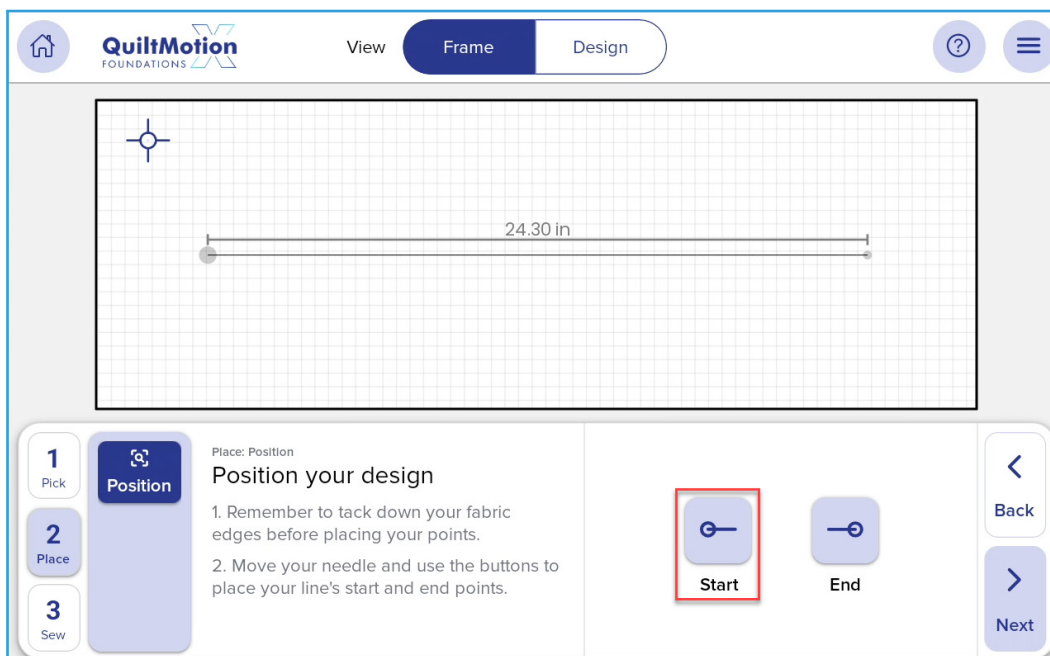 QuiltMotion
FOUNDATIONS
View
Frame
Design
24.30 in
1
Pick
2
Place
3
Sew
Position
Place: Position
Position your design
1. Remember to tack down your fabric
edges before placing your points.
2. Move your needle and use the buttons to
place your line's start and end points.
Start
End
Back
Next